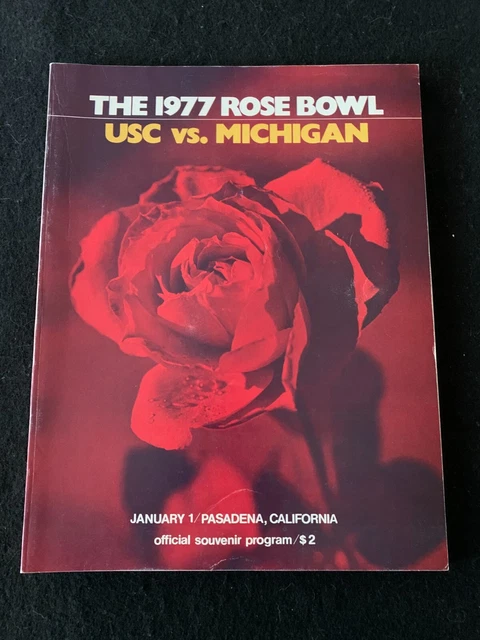 THE 1977 ROSE BOWL
USC vs. MICHIGAN
JANUARY 1/PASADENA, CALIFORNIA
official souvenir program/$2